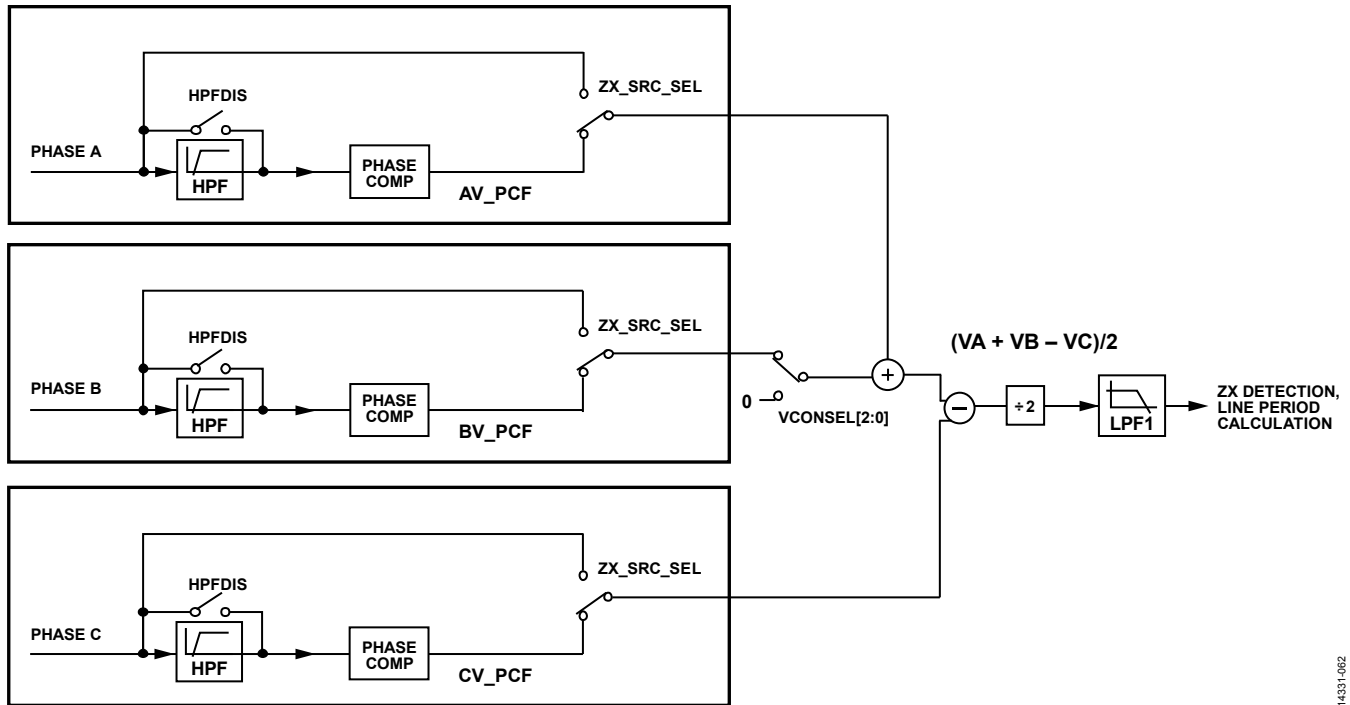 HPFDIS
ZX_SRC_SEL
PHASE A
HPF
PHASE
COMP
AV_PCF
HPFDIS
ZX_SRC_SEL
PHASE B
HPF
PHASE
COMP
BV_PCF
0
VCONSEL[2:0]
+
(VA + VB – VC)/2
–
÷2
LPF1
ZX DETECTION,
LINE PERIOD
CALCULATION
HPFDIS
ZX_SRC_SEL
PHASE C
HPF
PHASE
COMP
CV_PCF
14331-062